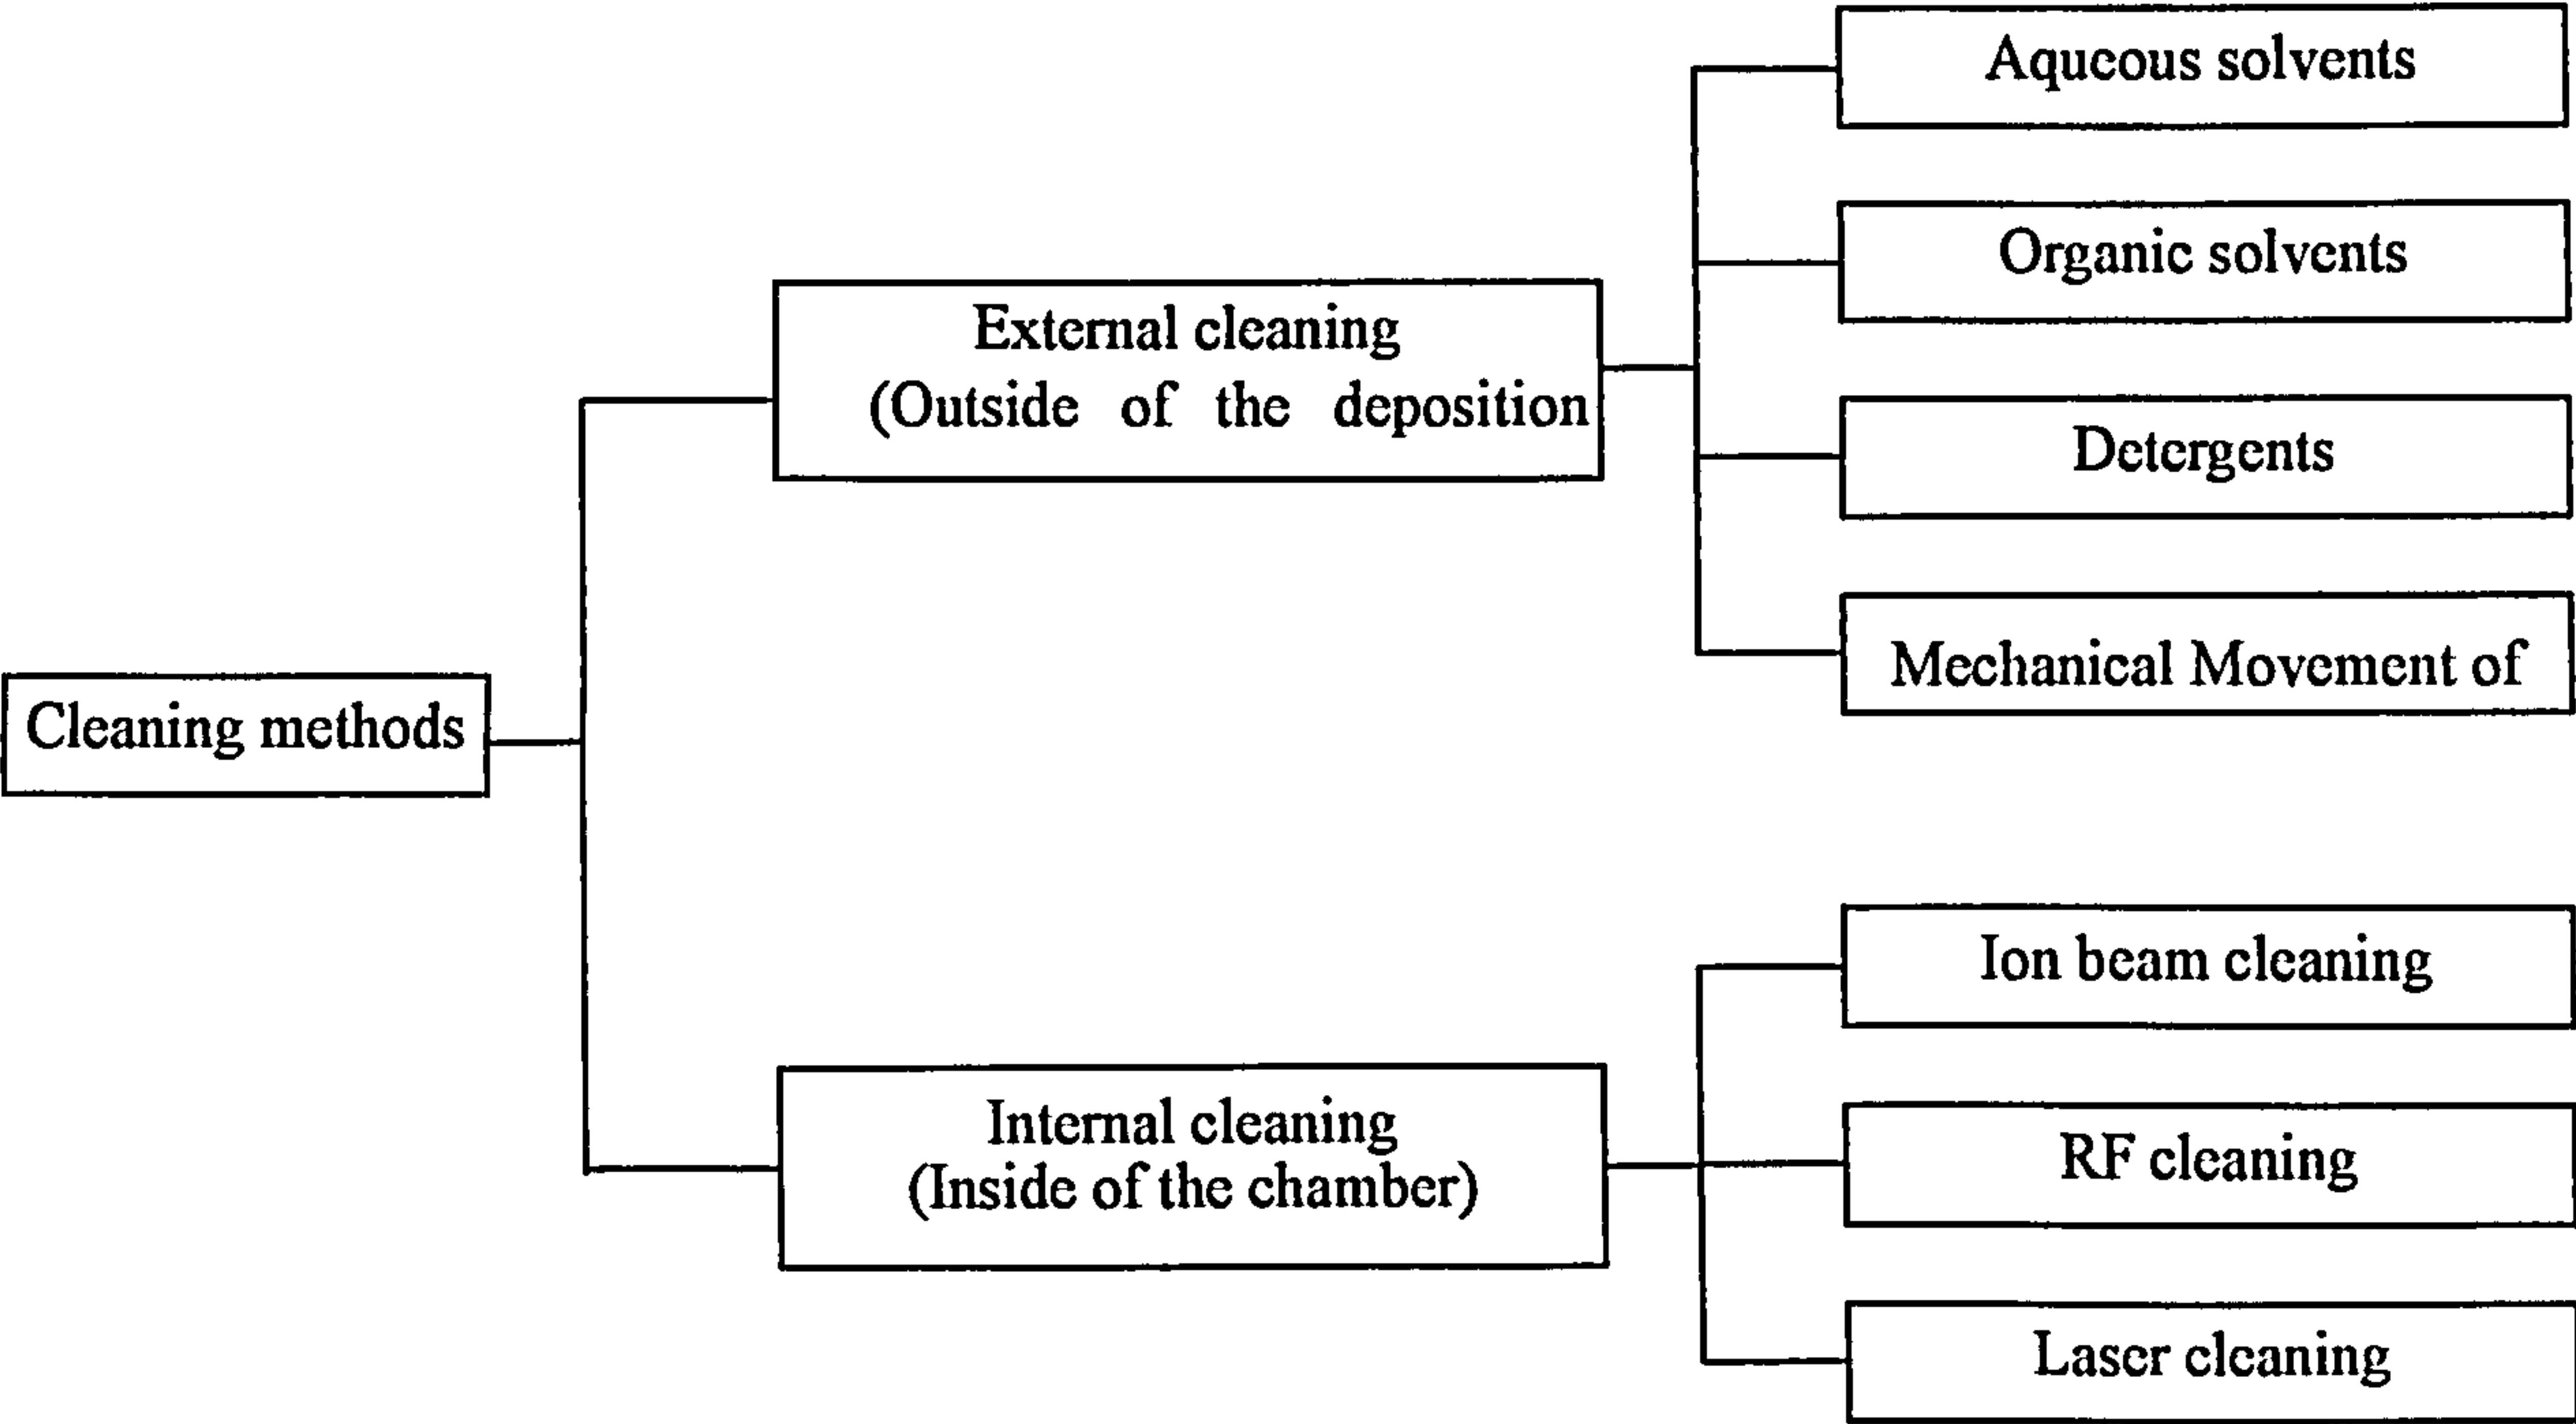 Cleaning methods
External cleaning
(Outside of the deposition
Internal cleaning
(Inside of the chamber)
Aqueous solvents
Organic solvents
Detergents
Mechanical Movement of
Ion beam cleaning
RF cleaning
Laser cleaning